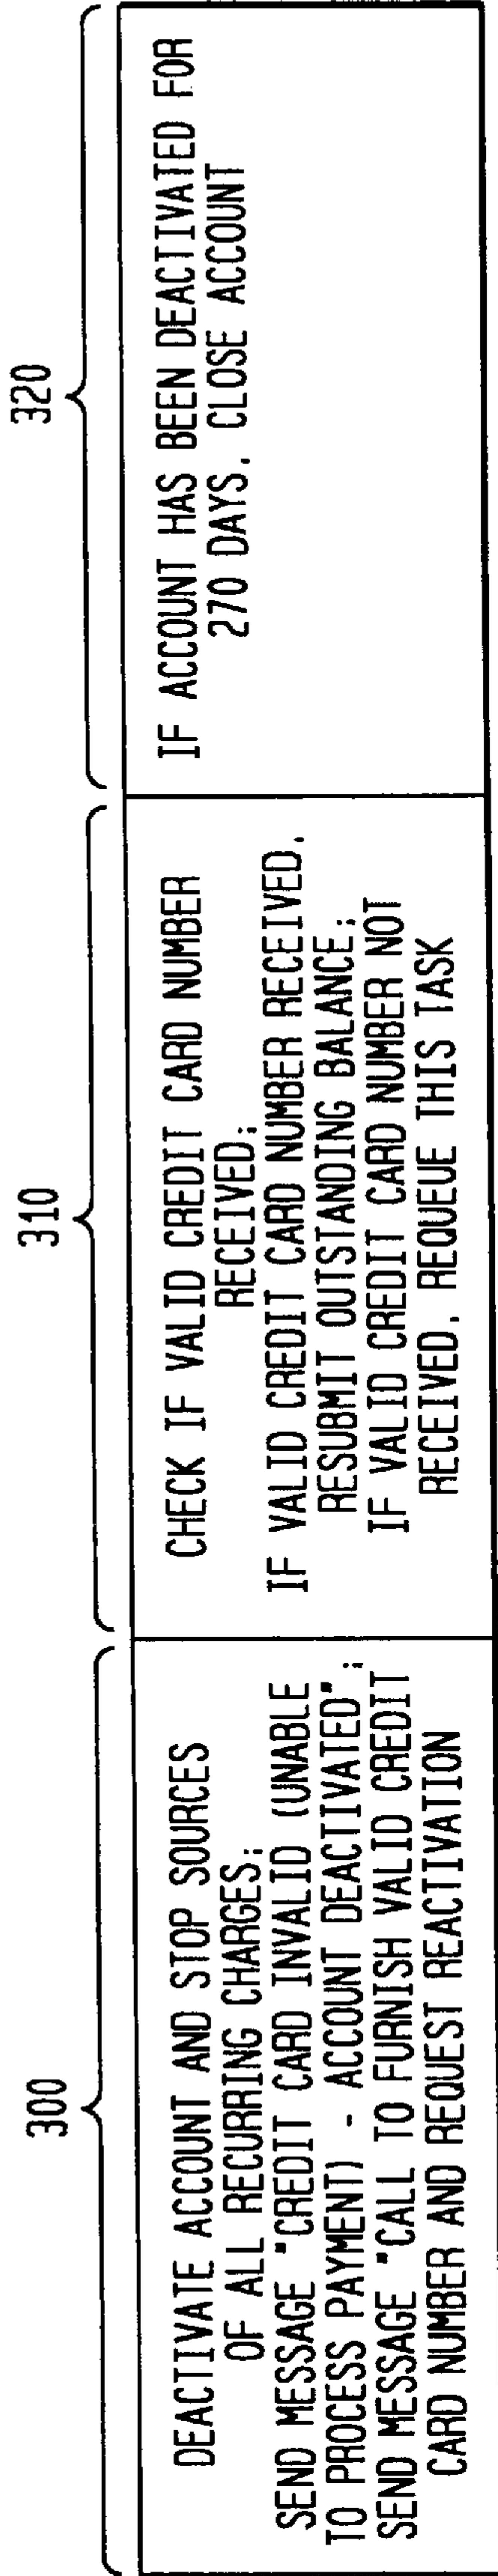 300
DEACTIVATE ACCOUNT AND STOP SOURCES
OF ALL RECURRING CHARGES;
SEND MESSAGE "CREDIT CARD INVALID (UNABLE
TO PROCESS PAYMENT) - ACCOUNT DEACTIVATED";
SEND MESSAGE "CALL TO FURNISH VALID CREDIT
CARD NUMBER AND REQUEST REACTIVATION
310
CHECK IF VALID CREDIT CARD NUMBER
RECEIVED;
IF VALID CREDIT CARD NUMBER RECEIVED,
RESUBMIT OUTSTANDING BALANCE;
IF VALID CREDIT CARD NUMBER NOT
RECEIVED, REQUEUE THIS TASK
320
IF ACCOUNT HAS BEEN DEACTIVATED FOR
270 DAYS, CLOSE ACCOUNT